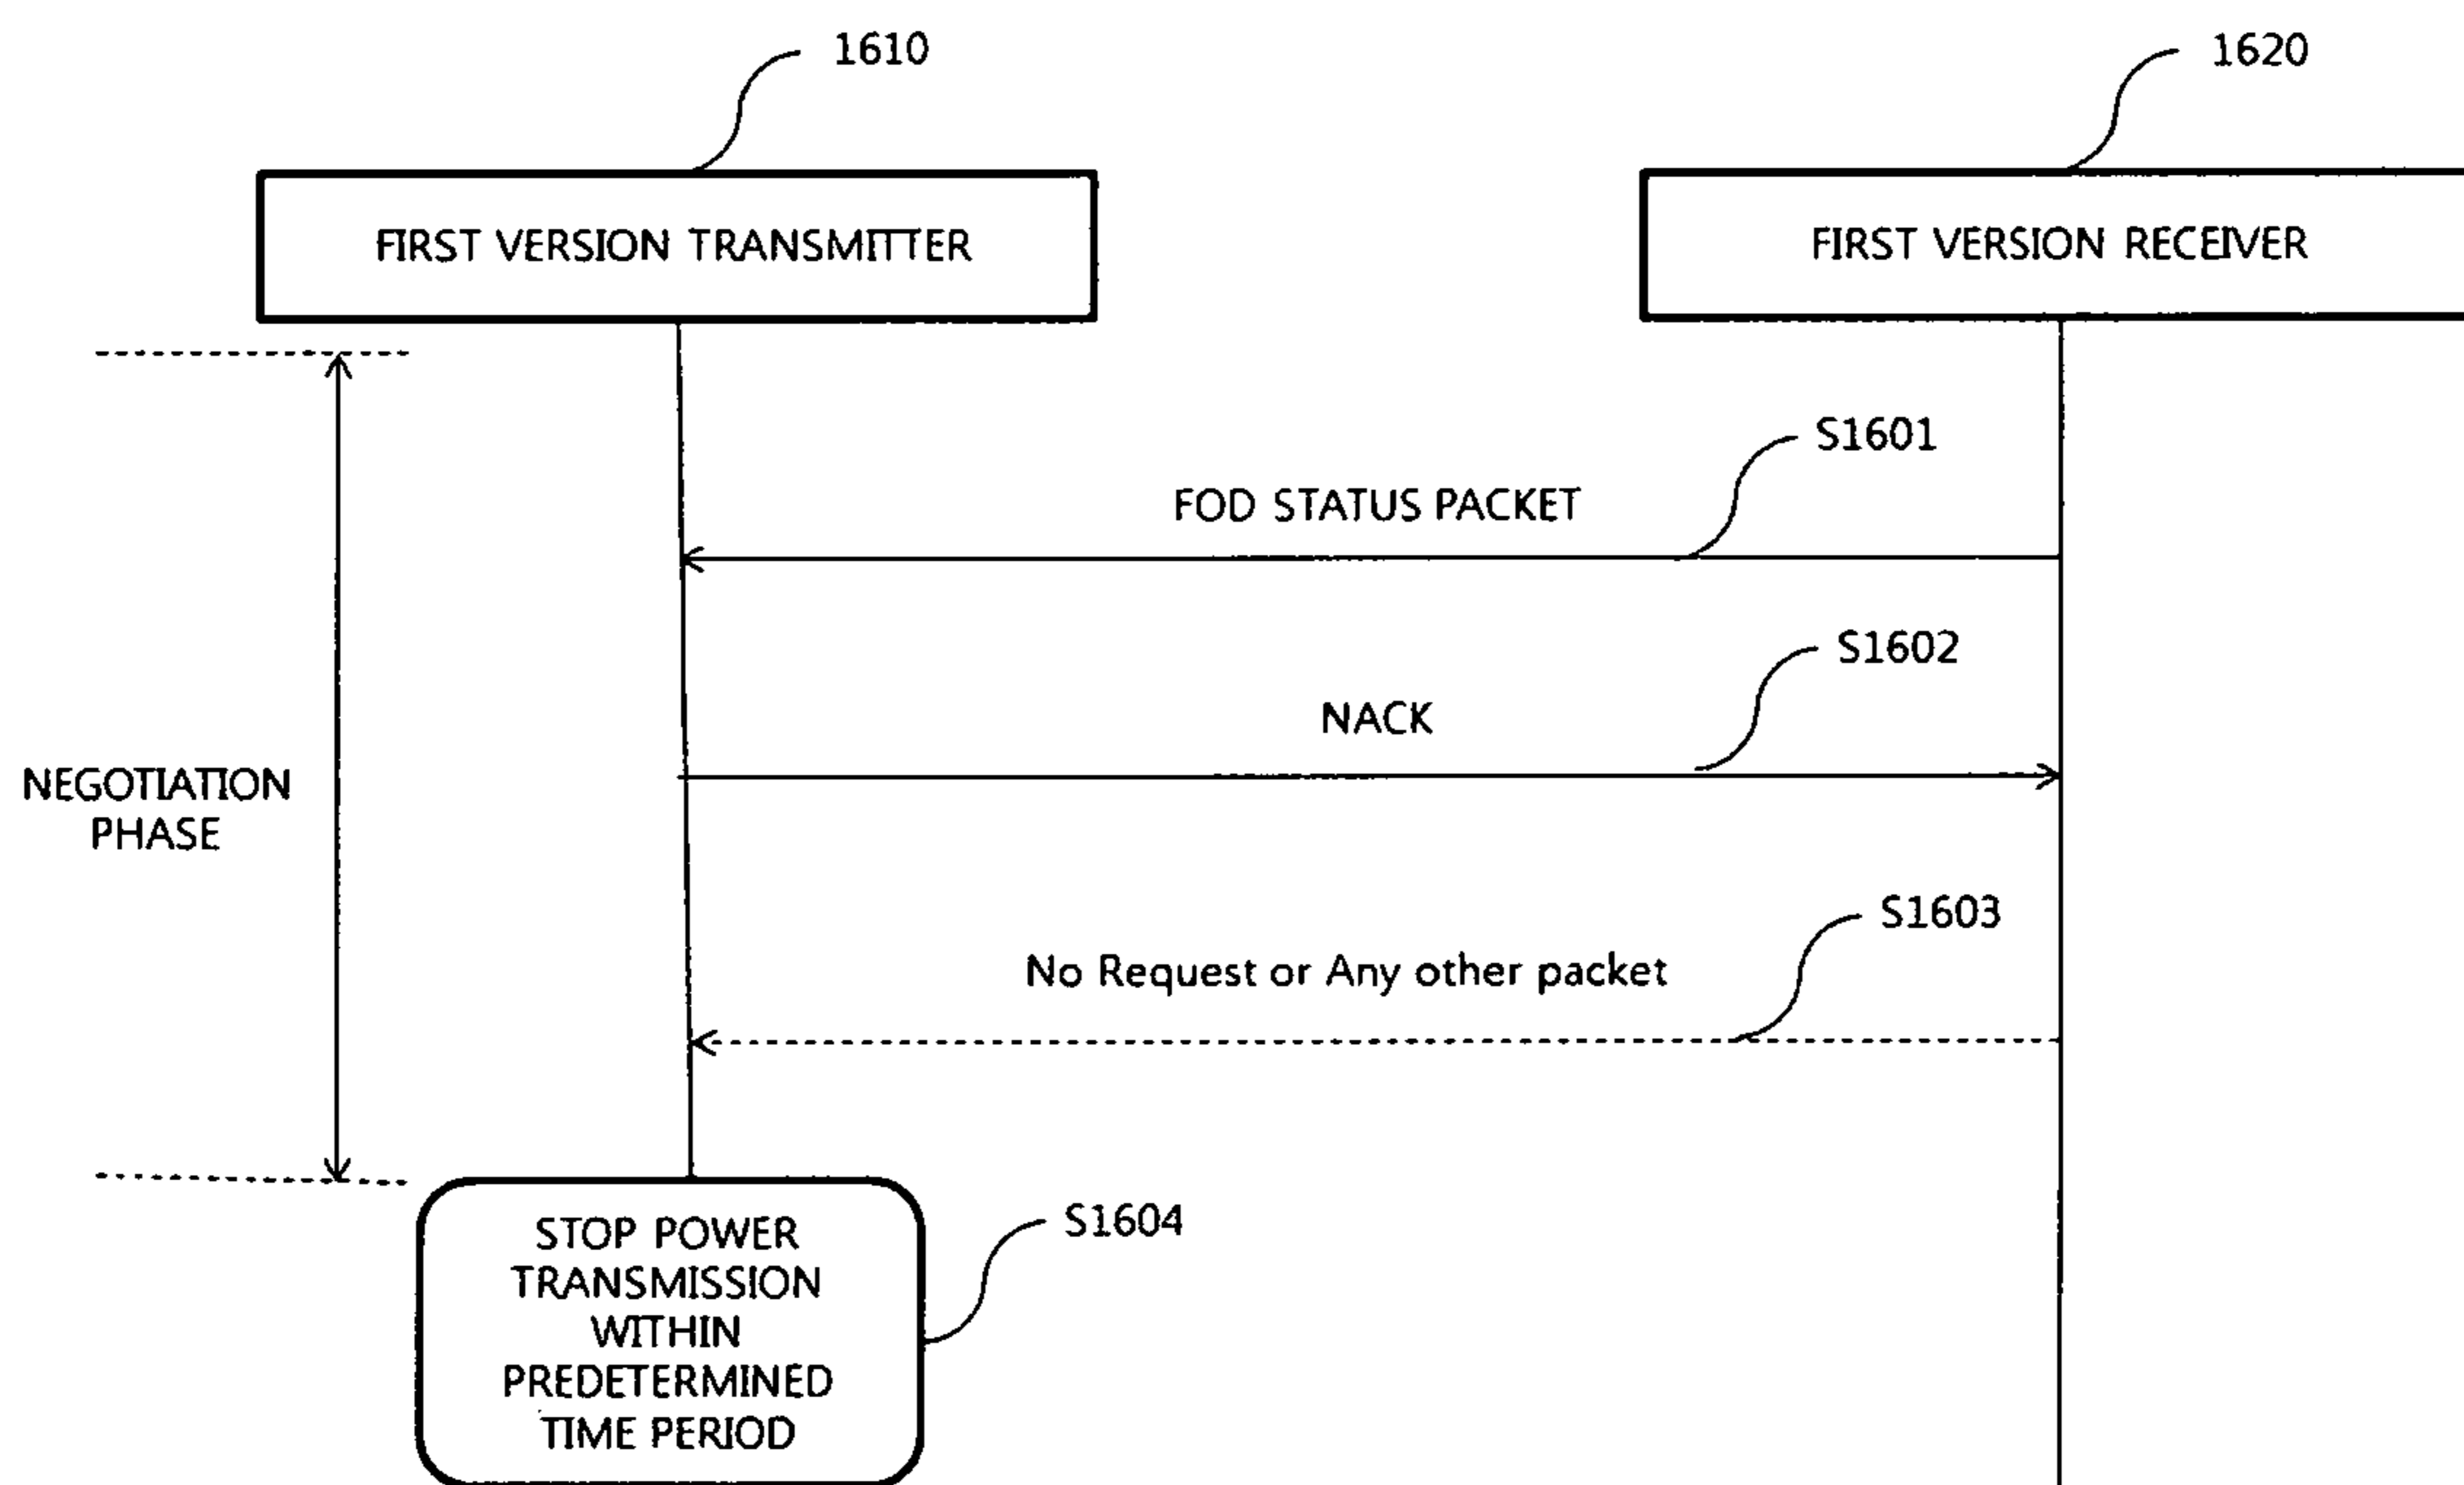 1610
1620
FIRST VERSION TRANSMITTER
FIRST VERSION RECEIVER
S1601
FOD STATUS PACKET
S1602
NACK
NEGOTIATION
PHASE
S1603
No Request or Any other packet
S1604
STOP POWER
TRANSMISSION
WITHIN
PREDETERMINED
TIME PERIOD